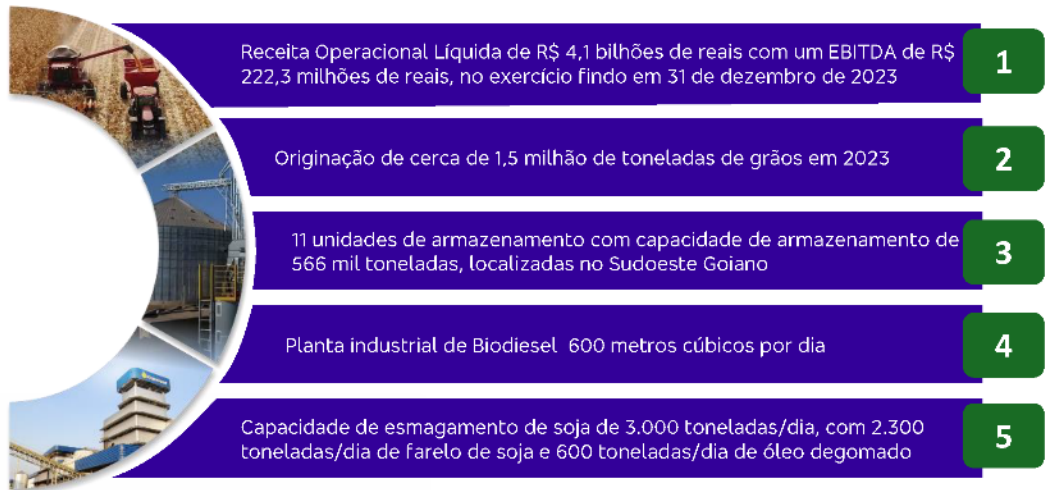 Receita Operacional Líquida de R$ 4,1 bilhões de reais com um EBITDA de R$
222,3 milhões de reais, no exercício findo em 31 de dezembro de 2023
1
Originação de cerca de 1,5 milhão de toneladas de grãos em 2023
2
11 unidades de armazenamento com capacidade de armazenamento de
566 mil toneladas, localizadas no Sudoeste Goiano
3
Planta industrial de Biodiesel 600 metros cúbicos por dia
4
Capacidade de esmagamento de soja de 3.000 toneladas/dia, com 2.300
toneladas/dia de farelo de soja e 600 toneladas/dia de óleo degomado
5